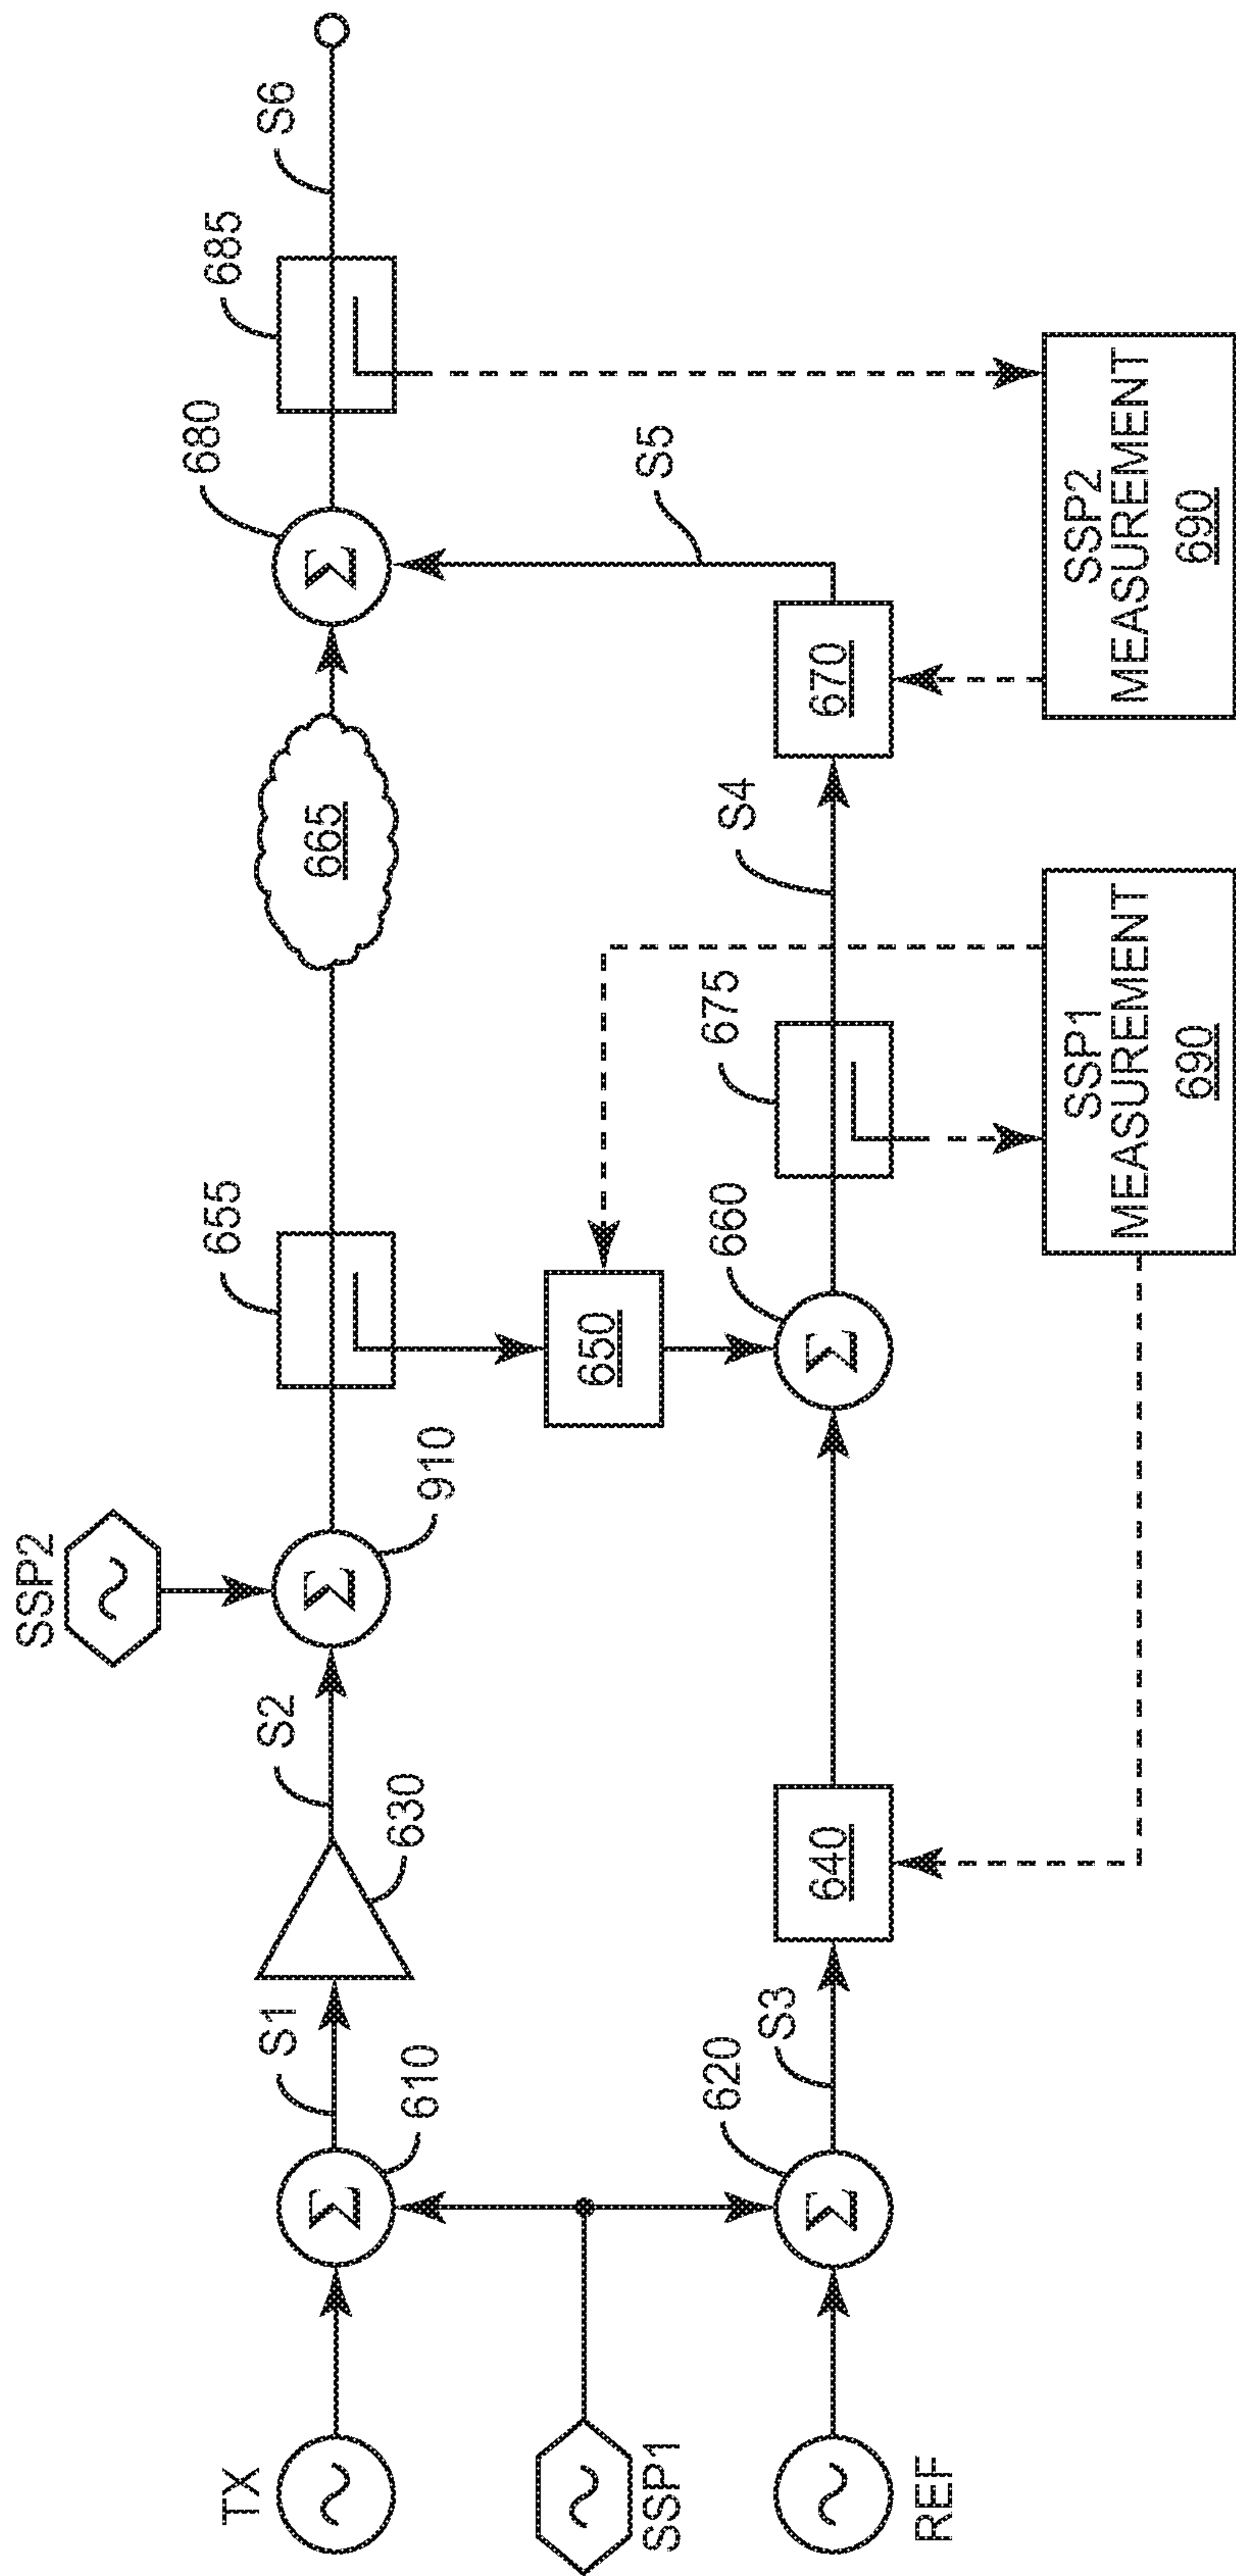 TX
S1
610
S2
630
SSP2
910
655
665
680
685
S6
SSP1
650
S5
REF
620
S3
640
660
675
S4
670
SSP1
MEASUREMENT
690
SSP2
MEASUREMENT
690
Σ
Σ
Σ
Σ
Σ